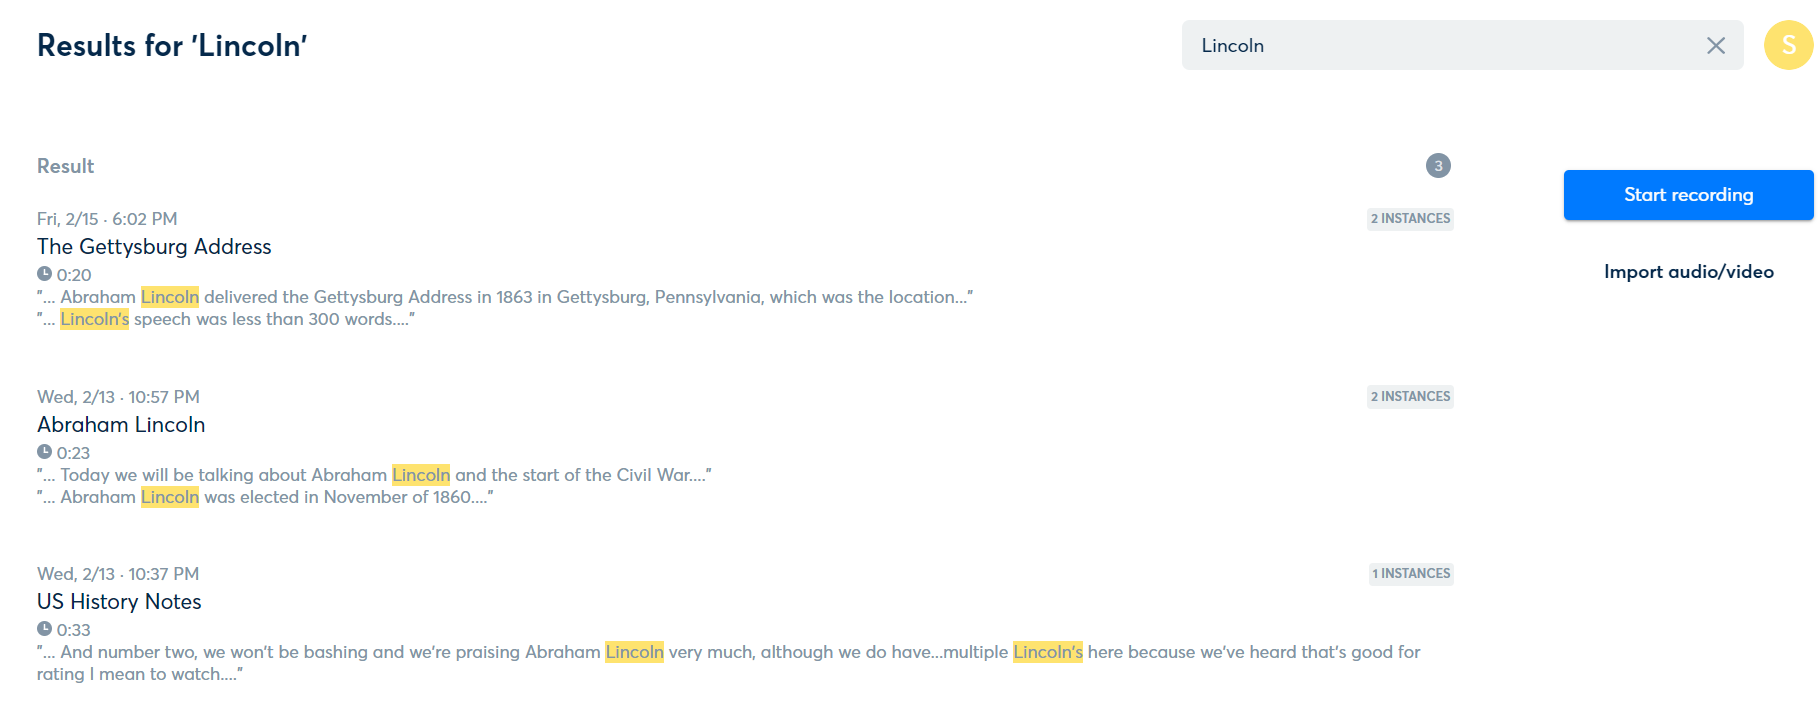 Results for 'Lincoln'
Lincoln
S
Result
3
Start recording
Import audio/video
Fri, 2/15 · 6:02 PM
2 INSTANCES
The Gettysburg Address
0:20
"... Abraham Lincoln delivered the Gettysburg Address in 1863 in Gettysburg, Pennsylvania, which was the location..."
"... Lincoln's speech was less than 300 words...."
Wed, 2/13 · 10:57 PM
2 INSTANCES
Abraham Lincoln
0:23
"... Today we will be talking about Abraham Lincoln and the start of the Civil War...."
"... Abraham Lincoln was elected in November of 1860...."
Wed, 2/13 · 10:37 PM
1 INSTANCES
US History Notes
0:33
"... And number two, we won't be bashing and we're praising Abraham Lincoln very much, although we do have...multiple Lincoln's here because we've heard that's good for
rating I mean to watch...."